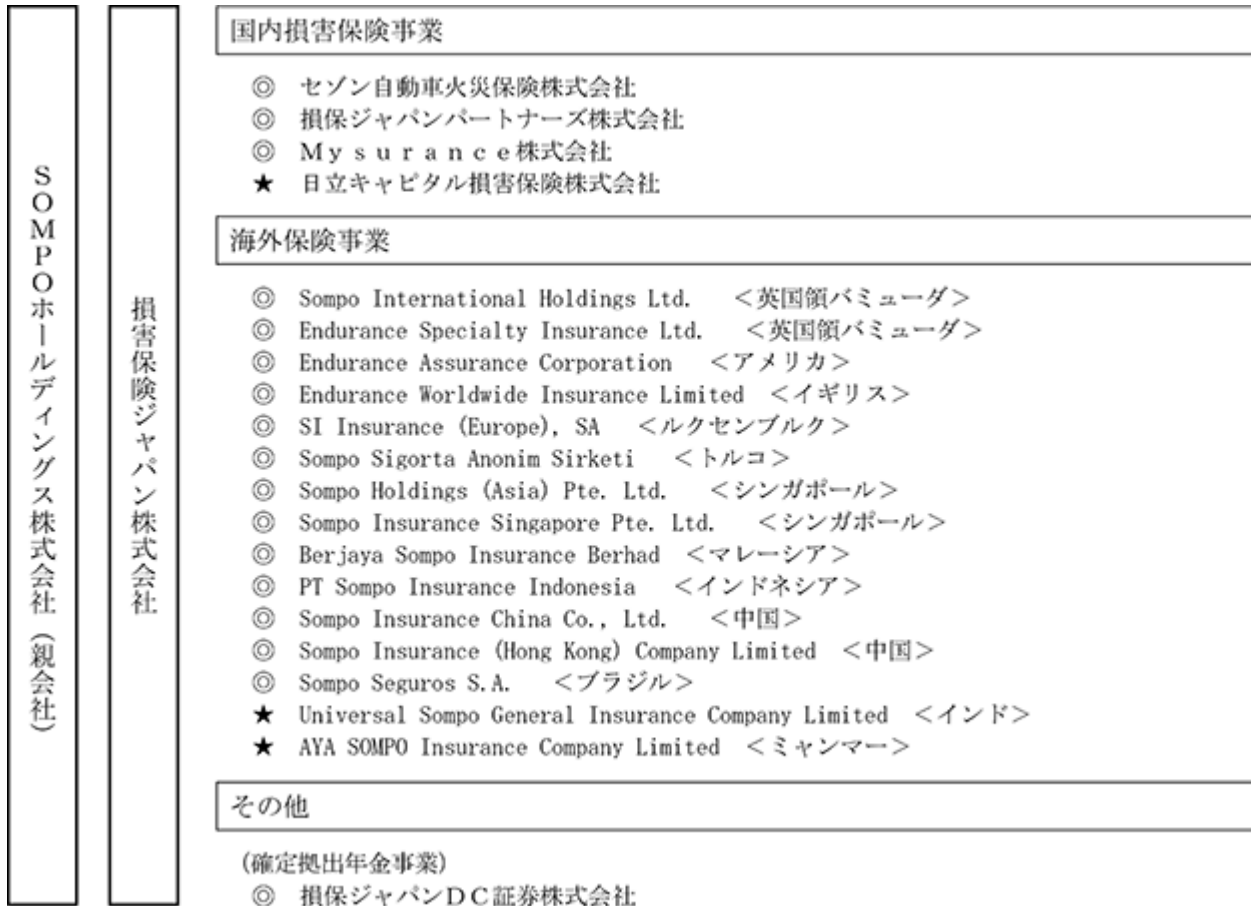 SOMPOホールディングス株式会社（親会社）
損害保険ジャパン株式会社
国内損害保険事業
◎ セゾン自動車火災保険株式会社
◎ 損保ジャパンパートナーズ株式会社
◎ Ｍｙｓｕｒａｎｃｅ株式会社
★ 日立キャピタル損害保険株式会社
海外保険事業
◎ Sompo International Holdings Ltd. ＜英国領バミューダ＞
◎ Endurance Specialty Insurance Ltd. ＜英国領バミューダ＞
◎ Endurance Assurance Corporation ＜アメリカ＞
◎ Endurance Worldwide Insurance Limited ＜イギリス＞
◎ SI Insurance (Europe), SA ＜ルクセンブルク＞
◎ Sompo Sigorta Anonim Sirketi ＜トルコ＞
◎ Sompo Holdings (Asia) Pte. Ltd. ＜シンガポール＞
◎ Sompo Insurance Singapore Pte. Ltd. ＜シンガポール＞
◎ Berjaya Sompo Insurance Berhad ＜マレーシア＞
◎ PT Sompo Insurance Indonesia ＜インドネシア＞
◎ Sompo Insurance China Co., Ltd. ＜中国＞
◎ Sompo Insurance (Hong Kong) Company Limited ＜中国＞
◎ Sompo Seguros S.A. ＜ブラジル＞
★ Universal Sompo General Insurance Company Limited ＜インド＞
★ AYA SOMPO Insurance Company Limited ＜ミャンマー＞
その他
(確定拠出年金事業)
◎ 損保ジャパンＤＣ証券株式会社